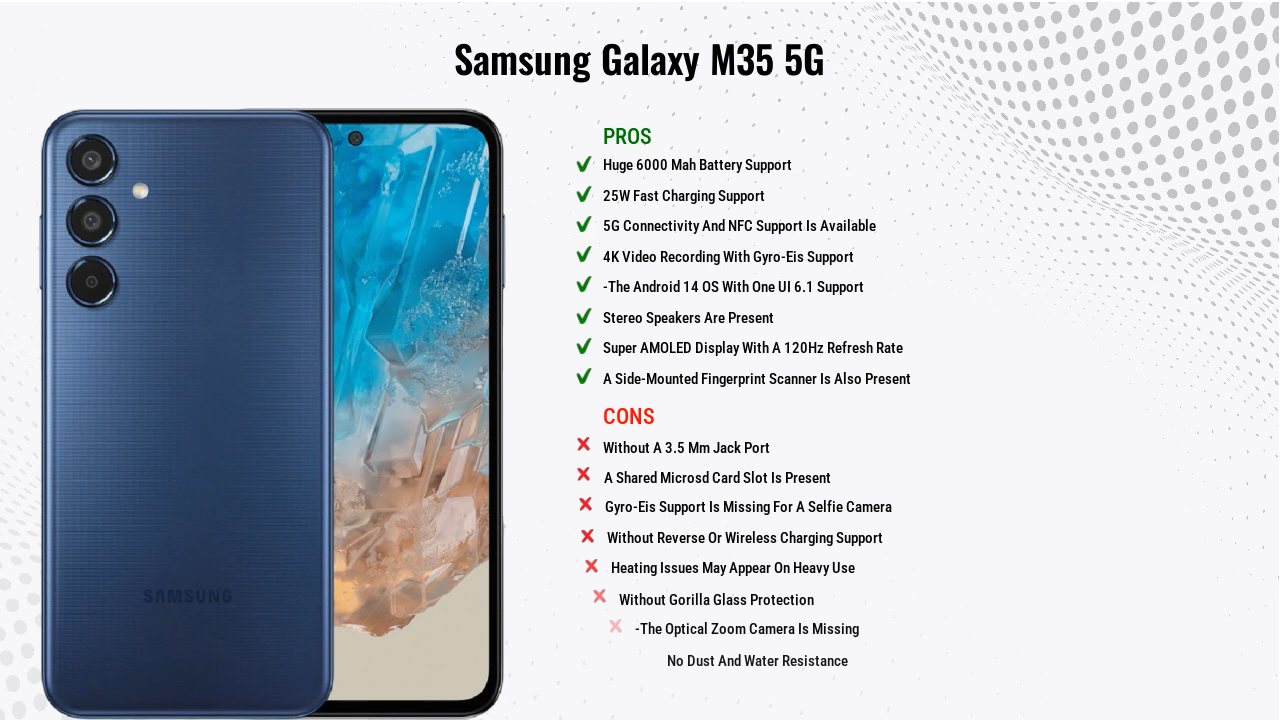 Samsung Galaxy M35 5G
PROS
Huge 6000 Mah Battery Support
25W Fast Charging Support
5G Connectivity And NFC Support Is Available
4K Video Recording With Gyro-Eis Support
-The Android 14 OS With One UI 6.1 Support
Stereo Speakers Are Present
Super AMOLED Display With A 120Hz Refresh Rate
A Side-Mounted Fingerprint Scanner Is Also Present
CONS
Without A 3.5 Mm Jack Port
A Shared Microsd Card Slot Is Present
Gyro-Eis Support Is Missing For A Selfie Camera
Without Reverse Or Wireless Charging Support
Heating Issues May Appear On Heavy Use
Without Gorilla Glass Protection
-The Optical Zoom Camera Is Missing
No Dust And Water Resistance
SAMSUNG